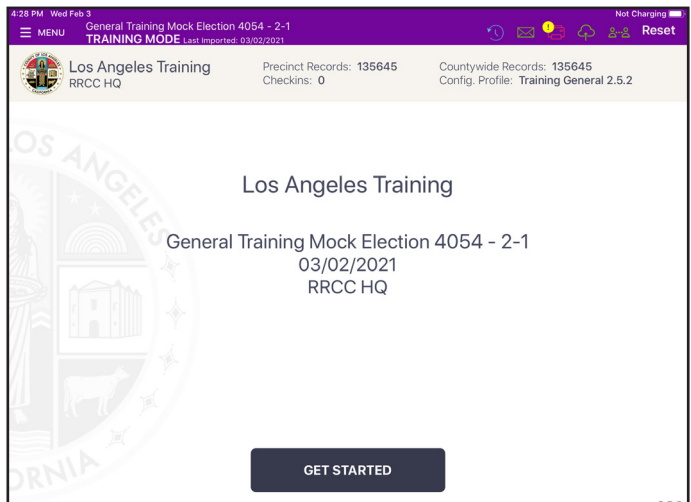 4:28 PM Wed Feb 3
Not Charging
MENU
General Training Mock Election 4054 - 2-1
TRAINING MODE Last Imported: 03/02/2021
!
Reset
Los Angeles Training
RRCC HQ
Precinct Records: 135645
Checkins: 0
Countywide Records: 135645
Config. Profile: Training General 2.5.2
OS ANGELES
Los Angeles Training
General Training Mock Election 4054 - 2-1
03/02/2021
RRCC HQ
ORNIA
GET STARTED